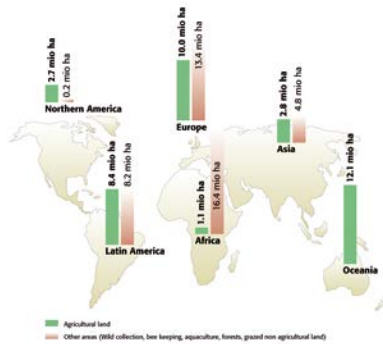 2.7 mio ha
0.2 mio ha
Northern America
10.0 mio ha
13.4 mio ha
Europe
2.8 mio ha
4.8 mio ha
Asia
8.4 mio ha
8.2 mio ha
Latin America
1.1 mio ha
16.4 mio ha
Africa
12.1 mio ha
Oceania
Agricultural land
Other areas (Wild collection, bee keeping, aquaculture, forests, grazed non agricultural land)